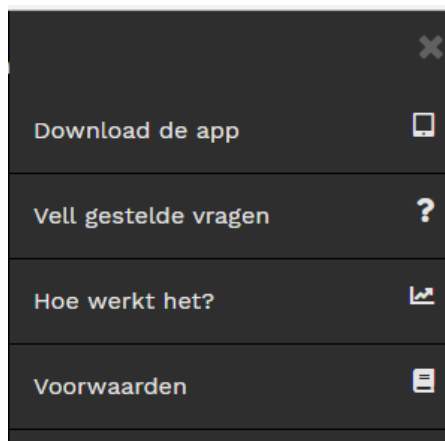 Download de app
Vell gestelde vragen
Hoe werkt het?
Voorwaarden